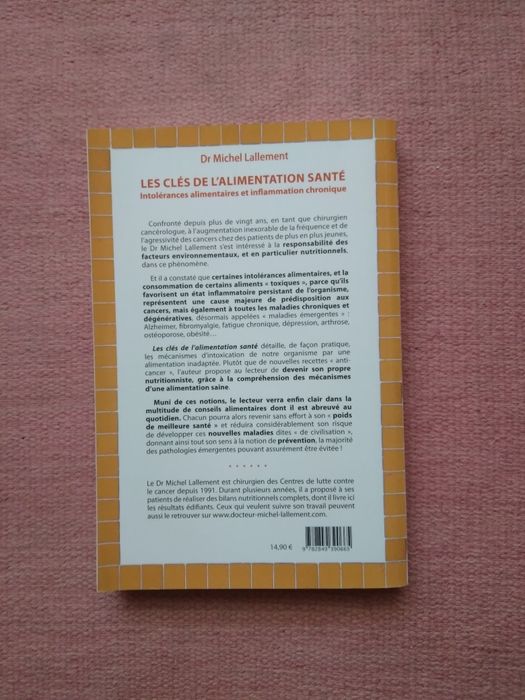 Dr Michel Lallement
LES CLÉS DE L'ALIMENTATION SANTÉ
Intolérances alimentaires et inflammation chronique
Confronté depuis plus de vingt ans, en tant que chirurgien
cancérologue, à l'augmentation inexorable de la fréquence et de
l'agressivité des cancers chez des patients de plus en plus jeunes,
le Dr Michel Lallement s'est intéressé à la responsabilité des
facteurs environnementaux, et en particulier nutritionnels,
dans ce phénomène.
Et il a constaté que certaines intolérances alimentaires, et la
consommation de certains aliments « toxiques », parce qu'ils
favorisent un état inflammatoire persistant de l'organisme,
représentent une cause majeure de prédisposition aux
cancers, mais également à toutes les maladies chroniques et
dégénératives, désormais appelées « maladies émergentes » :
Alzheimer, fibromyalgie, fatigue chronique, dépression, arthrose,
ostéoporose, obésité…
Les clés de l'alimentation santé détaille, de façon pratique,
les mécanismes d'intoxication de notre organisme par une
alimentation inadaptée. Plutôt que de nouvelles recettes « anti-
cancer », l'auteur propose au lecteur de devenir son propre
nutritionniste, grâce à la compréhension des mécanismes
d'une alimentation saine.
Muni de ces notions, le lecteur verra enfin clair dans la
multitude de conseils alimentaires dont il est abreuvé au
quotidien. Chacun pourra alors revenir sans effort à son « poids
de meilleure santé » et réduira considérablement son risque
de développer ces nouvelles maladies dites « de civilisation »,
donnant ainsi tout son sens à la notion de prévention, la majorité
des pathologies émergentes pouvant assurément être évitée !
Le Dr Michel Lallement est chirurgien des Centres de lutte contre
le cancer depuis 1991. Durant plusieurs années, il a proposé à ses
patients de réaliser des bilans nutritionnels complets, dont il livre ici
les résultats édifiants. Ceux qui veulent suivre son travail peuvent
aussi le retrouver sur www.docteur-michel-lallement.com.
14,90 €
9 782849 390665